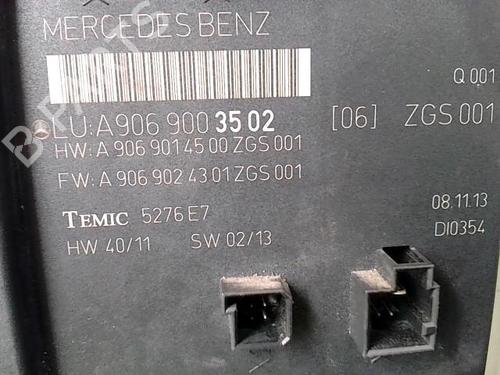 MERCEDES BENZ
Q 001
LU: A 906 900 35 02 [06] ZGS 001
HW: A 906 901 45 00 ZGS 001
FW: A 906 902 43 01 ZGS 001
TEMIC 5276 E7 08.11.13
HW 40/11 SW 02/13 DI0354
B-PARTS